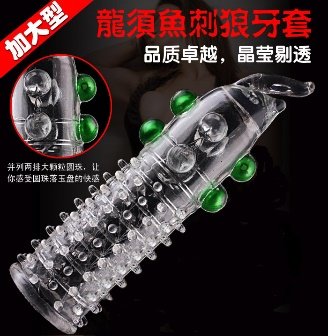 加大型
龍須魚刺狼牙套
品质卓越，晶莹剔透
并列两排大颗粒圆珠，让
你感受圆珠落玉盘的快感